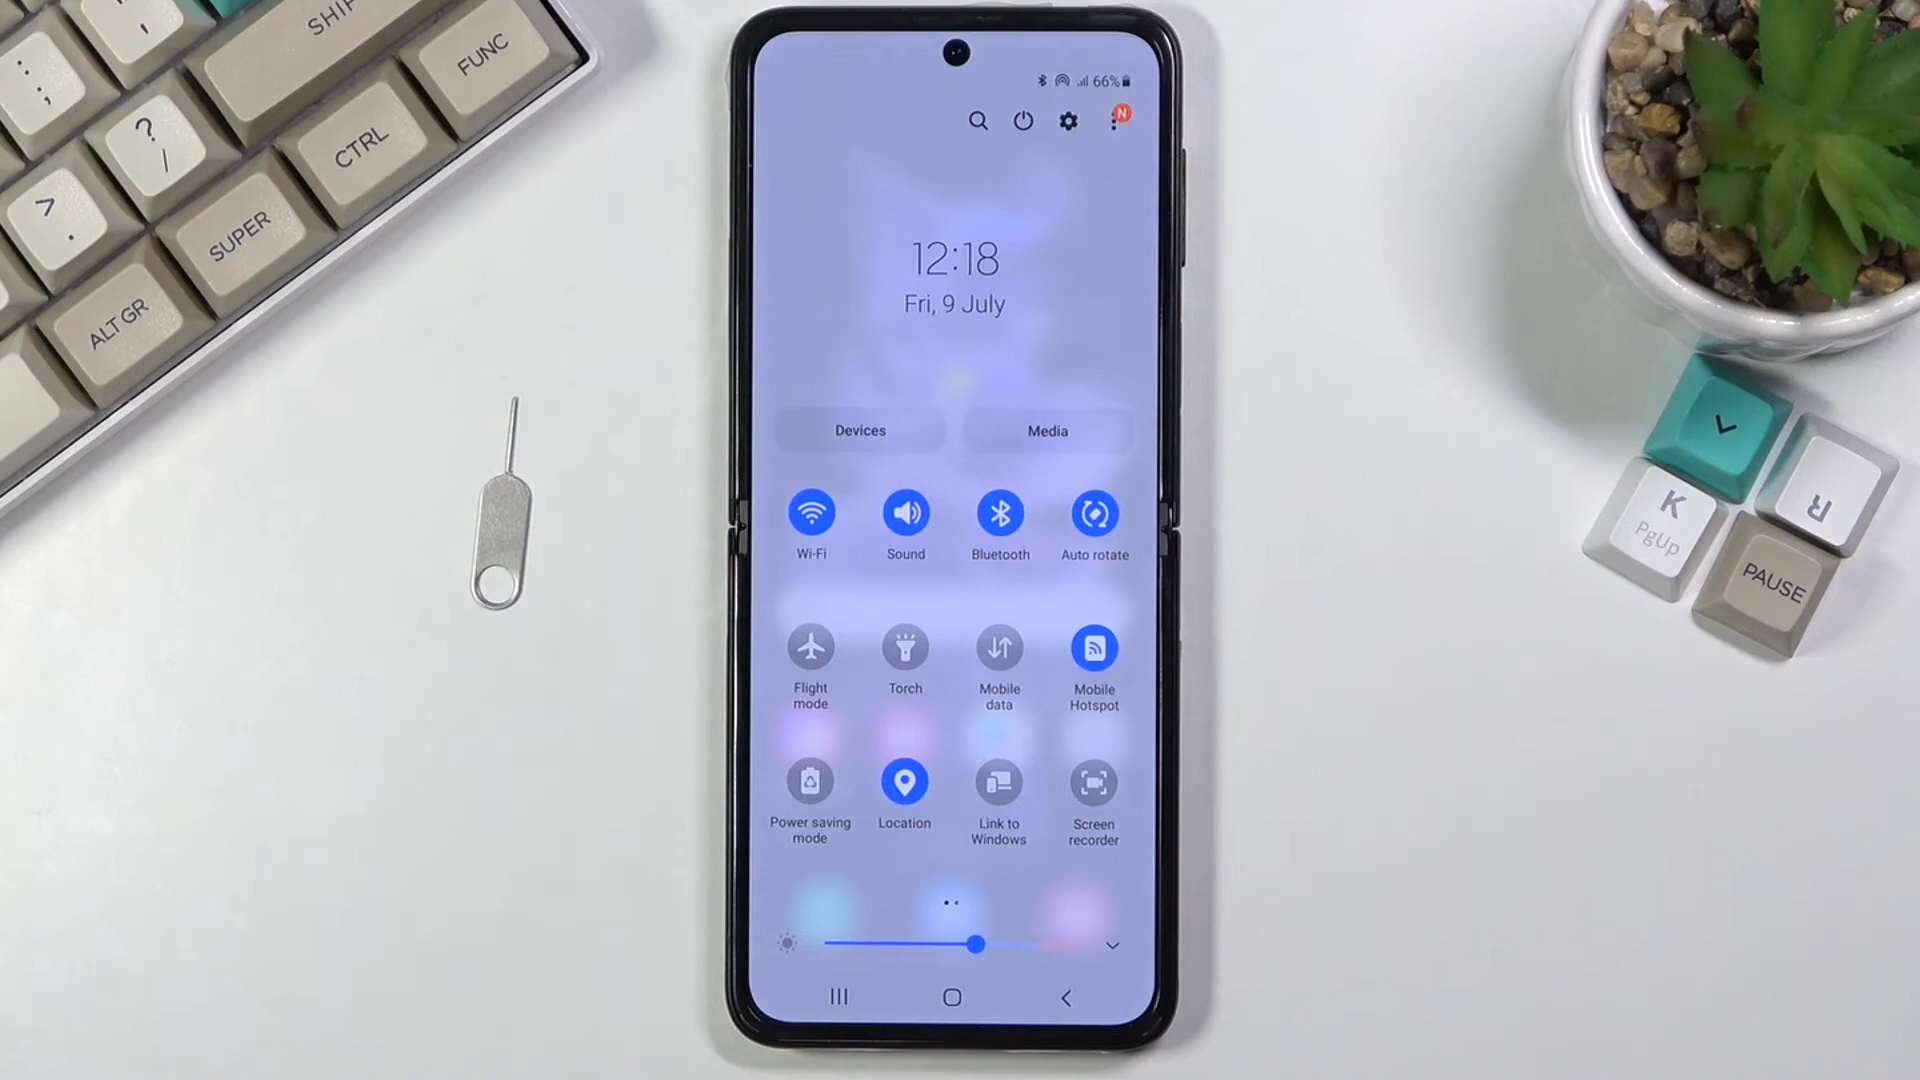 SHIF
FUNC
CTRL
SUPER
ALT GR
;
:
,
?
/
>
.
66%
N
12:18
Fri, 9 July
Devices
Media
Wi-Fi
Sound
Bluetooth
Auto rotate
Flight
mode
Torch
Mobile
data
Mobile
Hotspot
Power saving
mode
Location
Link to
Windows
Screen
recorder
K
PgUp
R
PAUSE